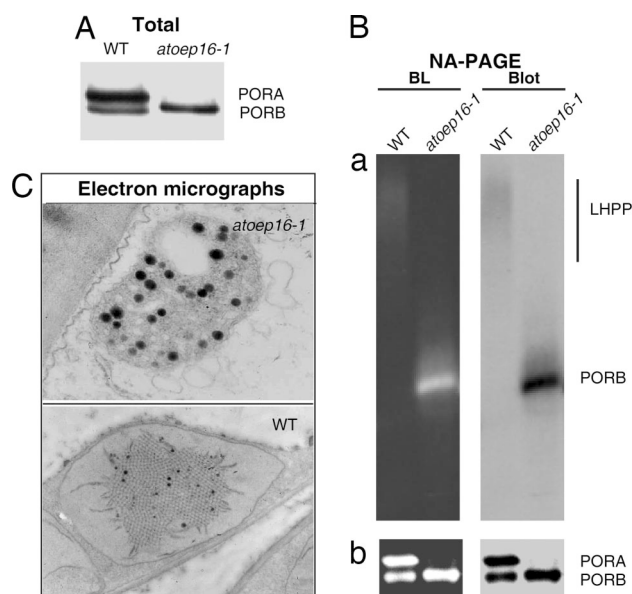 A
Total
WT atoep16-1
PORA
PORB
B
NA-PAGE
BL Blot
WT atoep16-1 WT atoep16-1
a
LHPP
PORB
b
PORA
PORB
C
Electron micrographs
atoep16-1
WT